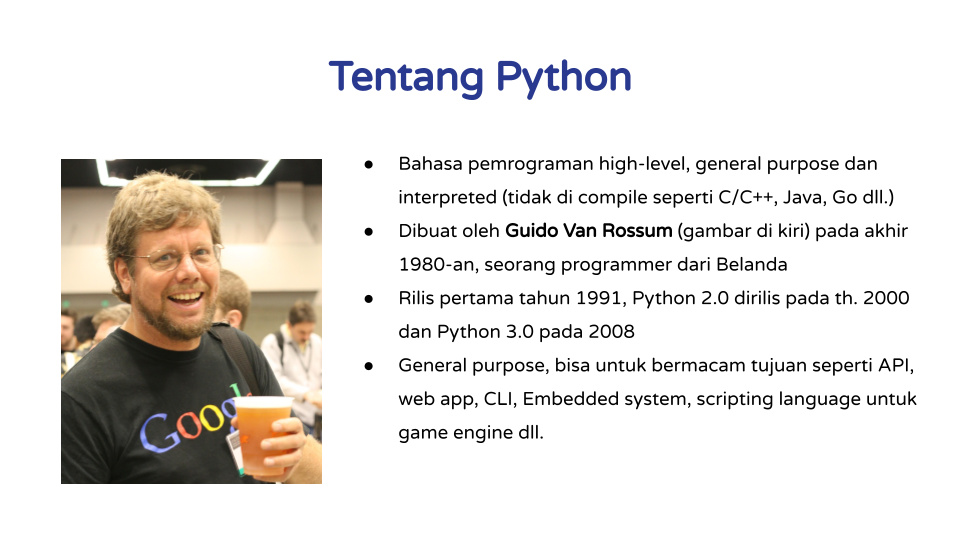 Tentang Python
● Bahasa pemrograman high-level, general purpose dan
interpreted (tidak di compile seperti C/C++, Java, Go dll.)
● Dibuat oleh Guido Van Rossum (gambar di kiri) pada akhir
1980-an, seorang programmer dari Belanda
● Rilis pertama tahun 1991, Python 2.0 dirilis pada th. 2000
dan Python 3.0 pada 2008
● General purpose, bisa untuk bermacam tujuan seperti API,
web app, CLI, Embedded system, scripting language untuk
game engine dll.
Googl